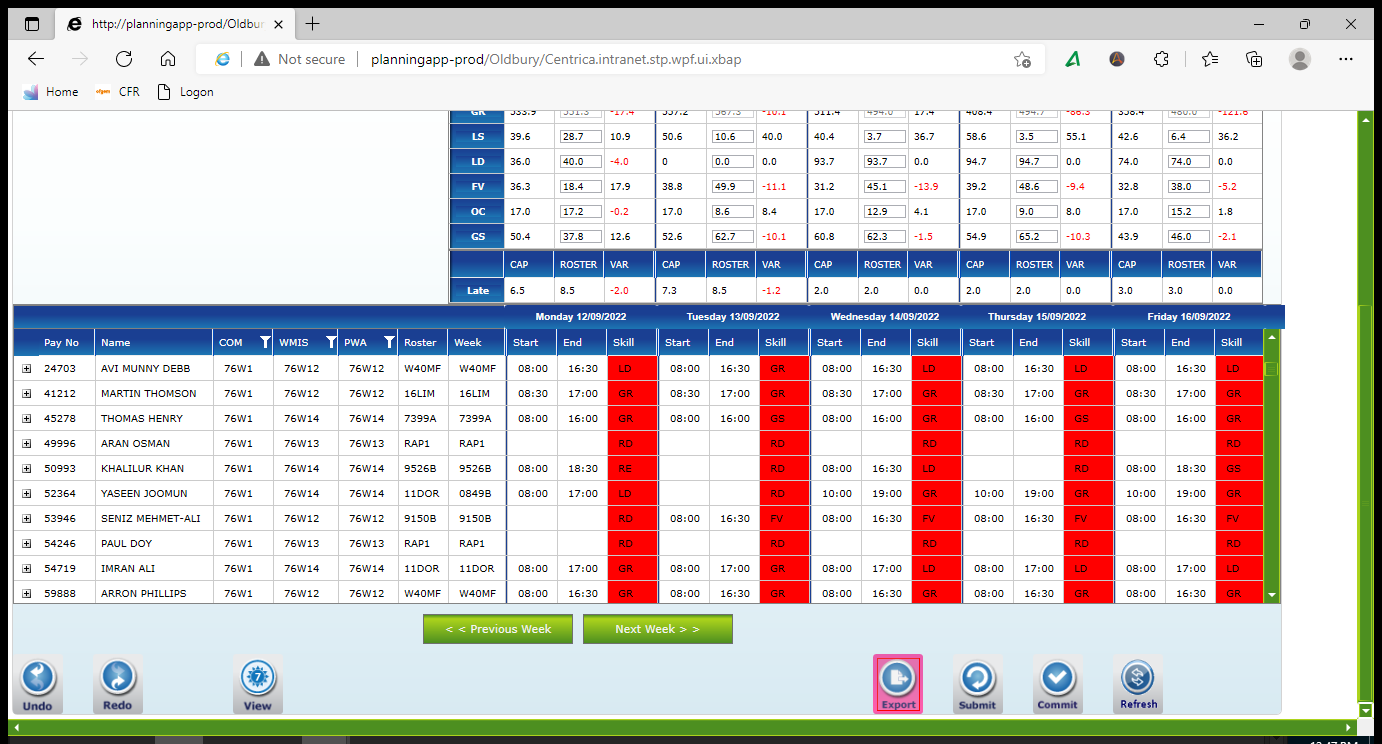 http://planningapp-prod/Oldbur
Not secure planningapp-prod/Oldbury/Centrica.intranet.stp.wpf.ui.xbap
Home CFR Logon
LS 39.6 28.7 10.9 50.6 10.6 40.0 40.4 3.7 36.7 58.6 3.5 55.1 42.6 6.4 36.2
LD 36.0 40.0 -4.0 0 0.0 0.0 93.7 93.7 0.0 94.7 94.7 0.0 74.0 74.0 0.0
FV 36.3 18.4 17.9 38.8 49.9 -11.1 31.2 45.1 -13.9 39.2 48.6 -9.4 32.8 38.0 -5.2
OC 17.0 17.2 -0.2 17.0 8.6 8.4 17.0 12.9 4.1 17.0 9.0 8.0 17.0 15.2 1.8
GS 50.4 37.8 12.6 52.6 62.7 -10.1 60.8 62.3 -1.5 54.9 65.2 -10.3 43.9 46.0 -2.1
CAP ROSTER VAR CAP ROSTER VAR CAP ROSTER VAR CAP ROSTER VAR CAP ROSTER VAR
Late 6.5 8.5 -2.0 7.3 8.5 -1.2 2.0 2.0 0.0 2.0 2.0 0.0 3.0 3.0 0.0
Monday 12/09/2022 Tuesday 13/09/2022 Wednesday 14/09/2022 Thursday 15/09/2022 Friday 16/09/2022
Pay No Name COM WMIS PWA Roster Week Start End Skill Start End Skill Start End Skill Start End Skill Start End Skill
24703 AVI MUNNY DEBB 76W1 76W12 76W12 W40MF W40MF 08:00 16:30 LD 08:00 16:30 GR 08:00 16:30 LD 08:00 16:30 LD 08:00 16:30 LD
41212 MARTIN THOMSON 76W1 76W12 76W12 16LIM 16LIM 08:30 17:00 GR 08:30 17:00 GR 08:30 17:00 GR 08:30 17:00 GR 08:30 17:00 GR
45278 THOMAS HENRY 76W1 76W12 76W12 7399A 7399A 08:00 16:00 GR 08:00 16:00 GS 08:00 16:00 GR 08:00 16:00 GS 08:00 16:00 GR
49996 ARAN OSMAN 76W1 76W13 76W13 RAP1 RAP1 RD RD RD RD RD
50993 KHALILUR KHAN 76W1 76W14 76W14 9526B 9526B 08:00 18:30 RE RD 08:00 16:30 LD RD 08:00 18:30 GS
52364 YASEEN JOOMUN 76W1 76W14 76W14 11DOR 0849B 08:00 17:00 LD RD 10:00 19:00 GR 10:00 19:00 GR 10:00 19:00 GR
53946 SENIZ MEHMET-ALI 76W1 76W12 76W12 9150B 9150B RD 08:00 16:30 FV 08:00 16:30 FV 08:00 16:30 FV 08:00 16:30 FV
54246 PAUL DOY 76W1 76W13 76W13 RAP1 RAP1 RD RD RD RD RD
54719 IMRAN ALI 76W1 76W14 76W14 11DOR 11DOR 08:00 17:00 GR 08:00 17:00 GR 08:00 17:00 LD 08:00 17:00 LD 08:00 17:00 LD
59888 ARRON PHILLIPS 76W1 76W12 76W12 W40MF W40MF 08:00 16:30 GR 08:00 16:30 GR 08:00 16:30 GR 08:00 16:30 GR 08:00 16:30 GR
< < Previous Week Next Week > >
7
Undo Redo View Export Submit Commit Refresh